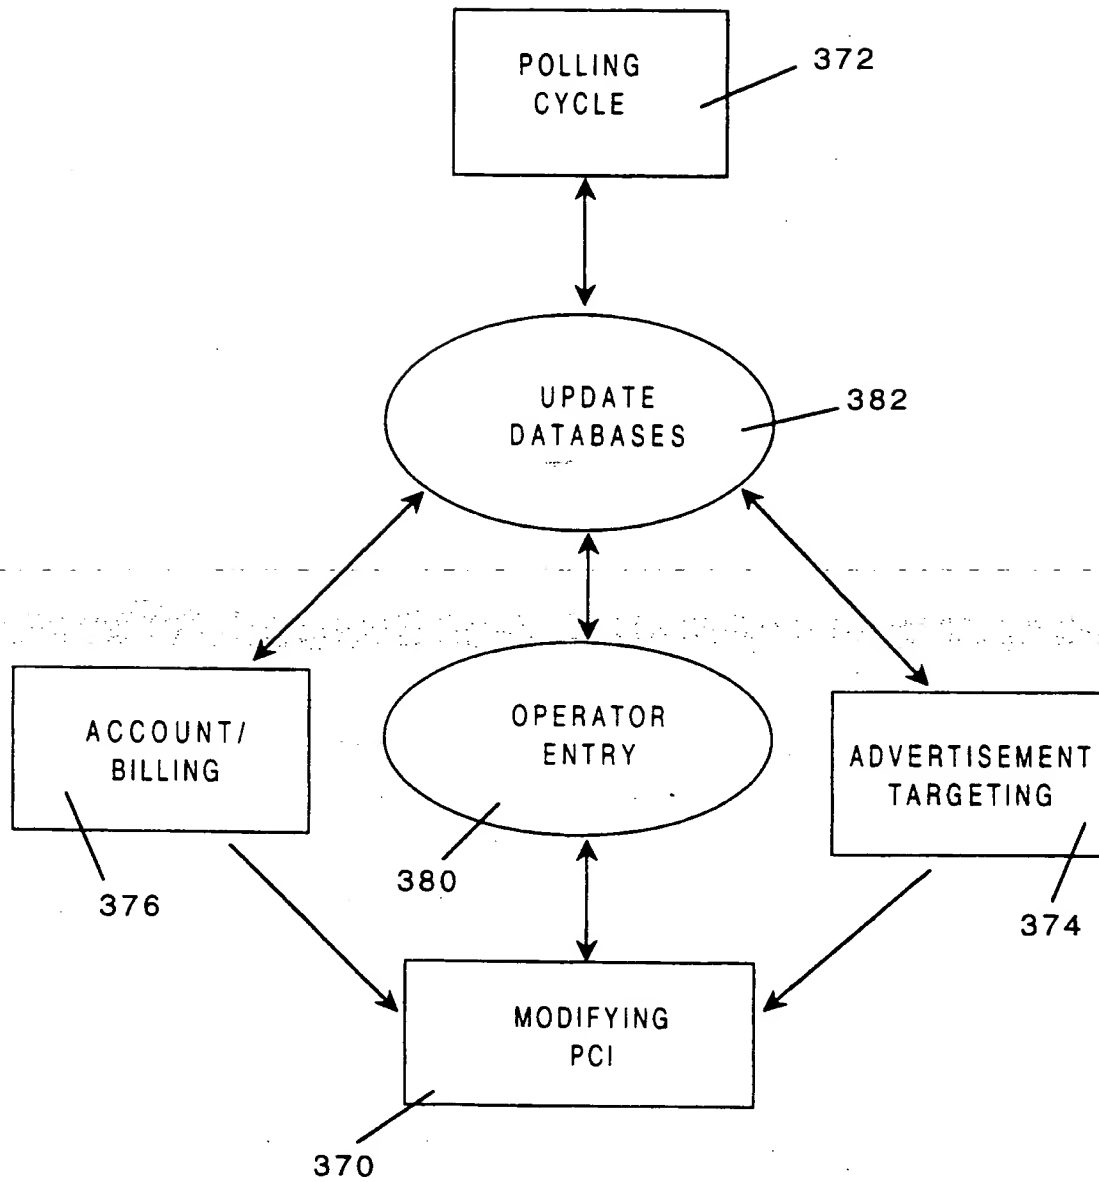 POLLING
CYCLE
372
UPDATE
DATABASES
382
ACCOUNT/
BILLING
376
OPERATOR
ENTRY
380
ADVERTISEMENT
TARGETING
374
MODIFYING
PCI
370